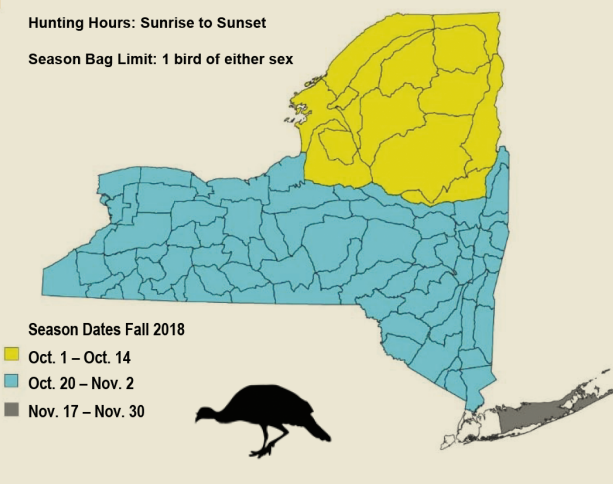 Hunting Hours: Sunrise to Sunset
Season Bag Limit: 1 bird of either sex
Season Dates Fall 2018
Oct. 1 – Oct. 14
Oct. 20 – Nov. 2
Nov. 17 – Nov. 30